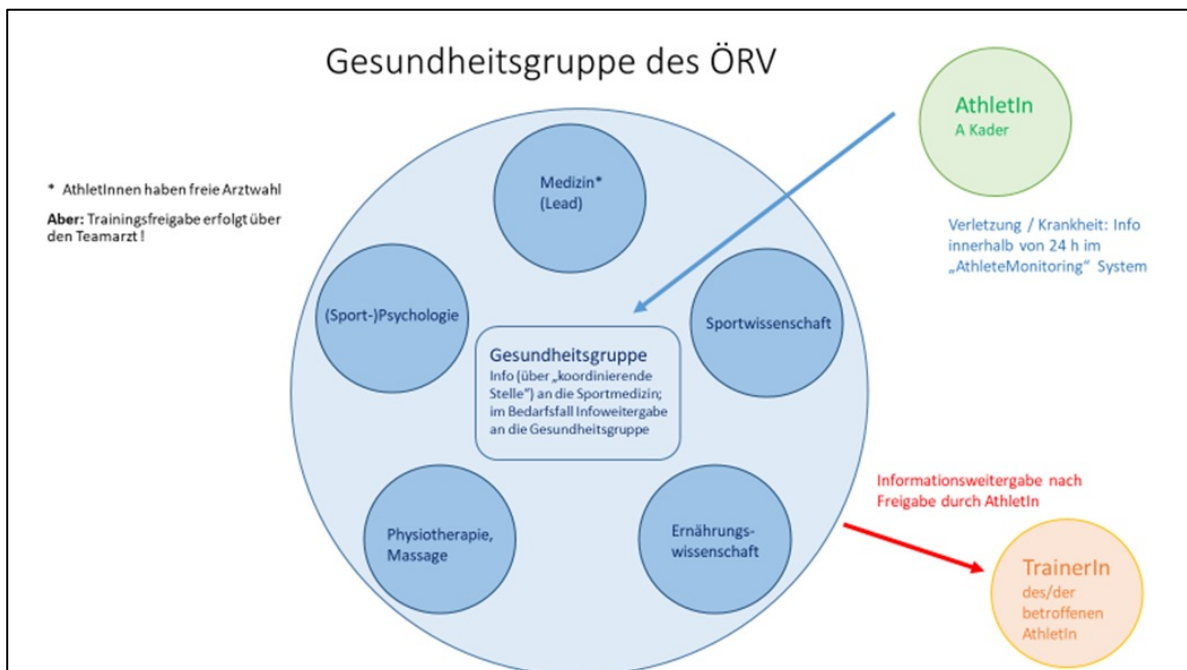 Gesundheitsgruppe des ÖRV
* AthletInnen haben freie Arztwahl
Aber: Trainingsfreigabe erfolgt über
den Teamarzt !
Medizin*
(Lead)
(Sport-)Psychologie
Sportwissenschaft
Gesundheitsgruppe
Info (über „koordinierende
Stelle“) an die Sportmedizin;
im Bedarfsfall Infoweitergabe
an die Gesundheitsgruppe
Physiotherapie,
Massage
Ernährungs-
wissenschaft
AthletIn
A Kader
Verletzung / Krankheit: Info
innerhalb von 24 h im
„AthleteMonitoring“ System
Informationsweitergabe nach
Freigabe durch AthletIn
TrainerIn
des/der
betroffenen
AthletIn